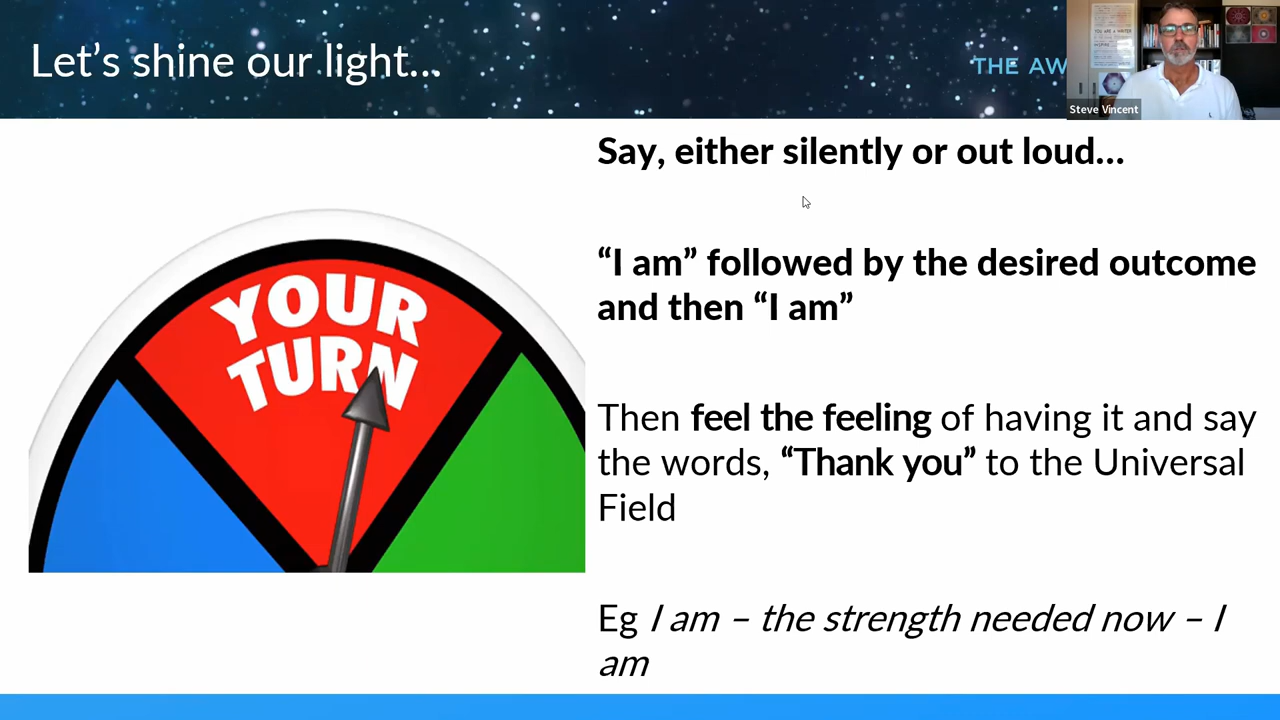 Let’s shine our light...
THE AW
Steve Vincent
Say, either silently or out loud...
“I am” followed by the desired outcome
and then “I am”
Then feel the feeling of having it and say
the words, “Thank you” to the Universal
Field
Eg I am – the strength needed now – I
am
YOUR
TURN